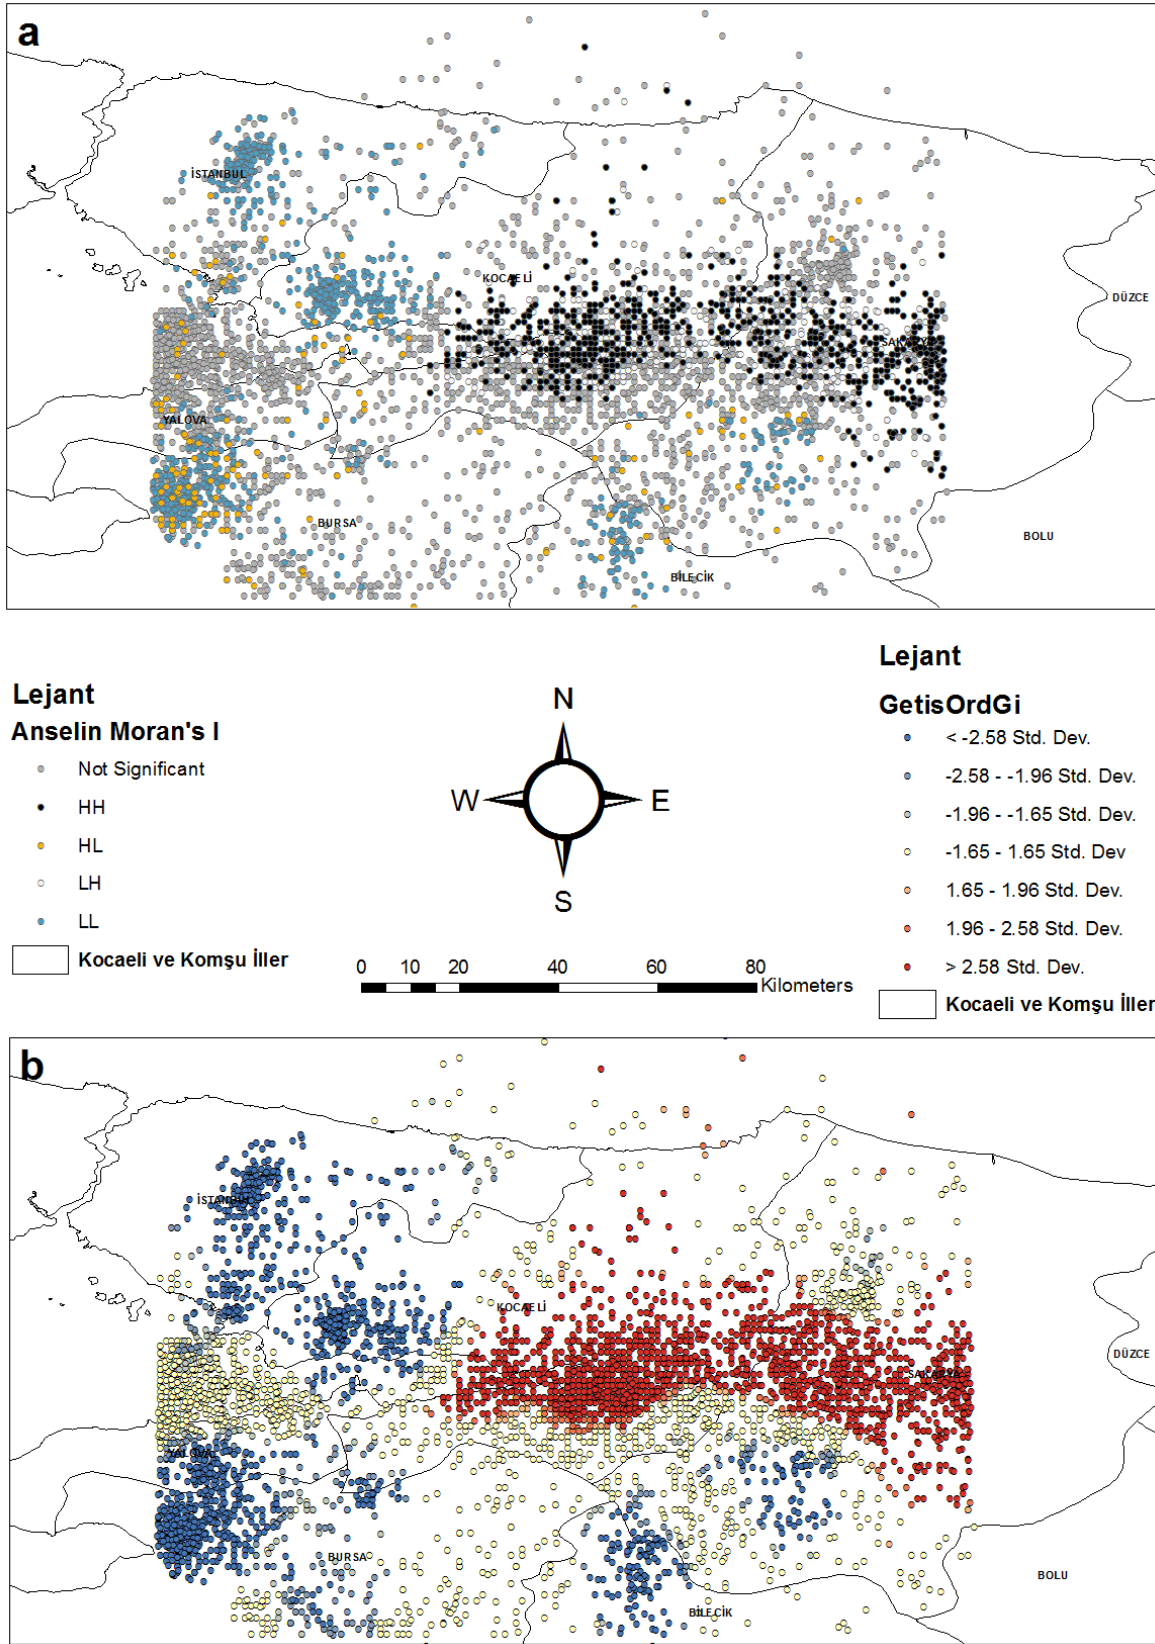 a
İSTANBUL
KOCAELİ
DÜZCE
SAKARYA
YALOVA
BURSA
BOLU
BİLECİK
Lejant
Anselin Moran's I
Not Significant
HH
HL
LH
LL
Kocaeli ve Komşu İller
N
W
E
S
0 10 20 40 60 80
Kilometers
Lejant
GetisOrdGi
< -2.58 Std. Dev.
-2.58 - -1.96 Std. Dev.
-1.96 - -1.65 Std. Dev.
-1.65 - 1.65 Std. Dev
1.65 - 1.96 Std. Dev.
1.96 - 2.58 Std. Dev.
> 2.58 Std. Dev.
Kocaeli ve Komşu İller
b
İSTANBUL
KOCAELİ
DÜZCE
SAKARYA
YALOVA
BURSA
BOLU
BİLECİK